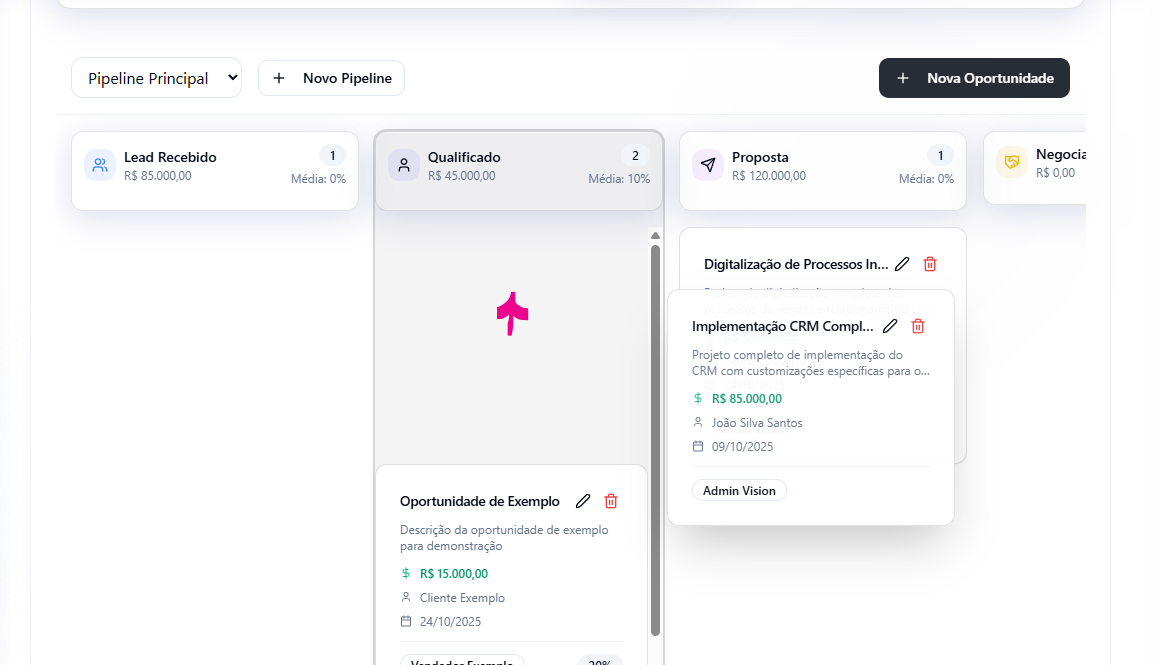 Pipeline Principal
Novo Pipeline
Nova Oportunidade
Lead Recebido
R$ 85.000,00
1
Média: 0%
Qualificado
R$ 45.000,00
2
Média: 10%
Proposta
R$ 120.000,00
1
Média: 0%
Negocia
R$ 0,00
Digitalização de Processos In...
Implementação CRM Compl...
Projeto completo de implementação do
CRM com customizações específicas para o...
$ R$ 85.000,00
João Silva Santos
09/10/2025
Admin Vision
Oportunidade de Exemplo
Descrição da oportunidade de exemplo
para demonstração
$ R$ 15.000,00
Cliente Exemplo
24/10/2025
Vendedor Exemplo
20%